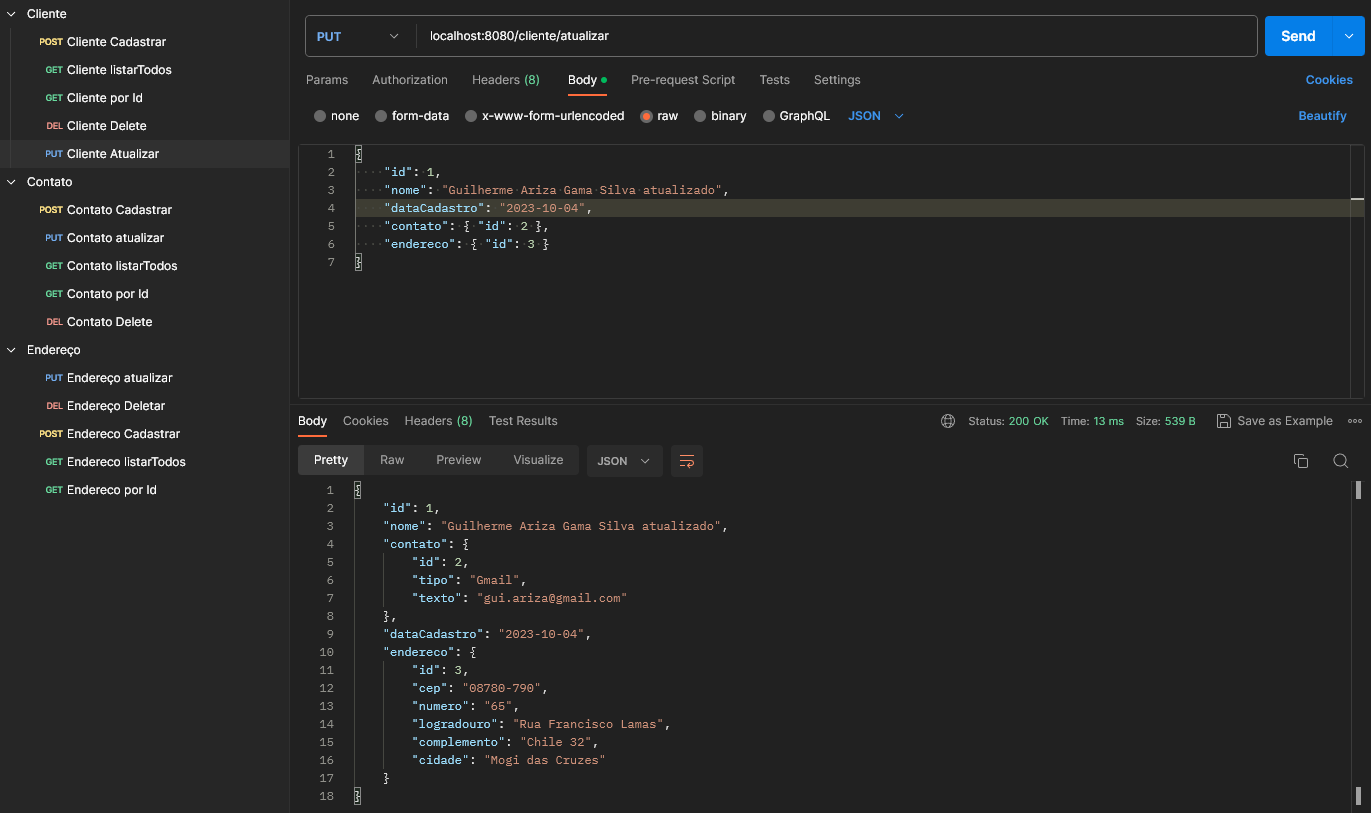 Cliente
POST Cliente Cadastrar
GET Cliente listarTodos
GET Cliente por Id
DEL Cliente Delete
PUT Cliente Atualizar
Contato
POST Contato Cadastrar
PUT Contato atualizar
GET Contato listarTodos
GET Contato por Id
DEL Contato Delete
Endereço
PUT Endereço atualizar
DEL Endereço Deletar
POST Endereco Cadastrar
GET Endereco listarTodos
GET Endereco por Id
PUT localhost:8080/cliente/atualizar Send
Params Authorization Headers (8) Body Pre-request Script Tests Settings Cookies
none form-data x-www-form-urlencoded raw binary GraphQL JSON Beautify
1 {
2 "id": 1,
3 "nome": "Guilherme Ariza Gama Silva atualizado",
4 "dataCadastro": "2023-10-04",
5 "contato": { "id": 2 },
6 "endereco": { "id": 3 }
7 }
Body Cookies Headers (8) Test Results Status: 200 OK Time: 13 ms Size: 539 B Save as Example
Pretty Raw Preview Visualize JSON
1 {
2 "id": 1,
3 "nome": "Guilherme Ariza Gama Silva atualizado",
4 "contato": {
5 "id": 2,
6 "tipo": "Gmail",
7 "texto": "gui.ariza@gmail.com"
8 },
9 "dataCadastro": "2023-10-04",
10 "endereco": {
11 "id": 3,
12 "cep": "08780-790",
13 "numero": "65",
14 "logradouro": "Rua Francisco Lamas",
15 "complemento": "Chile 32",
16 "cidade": "Mogi das Cruzes"
17 }
18 }